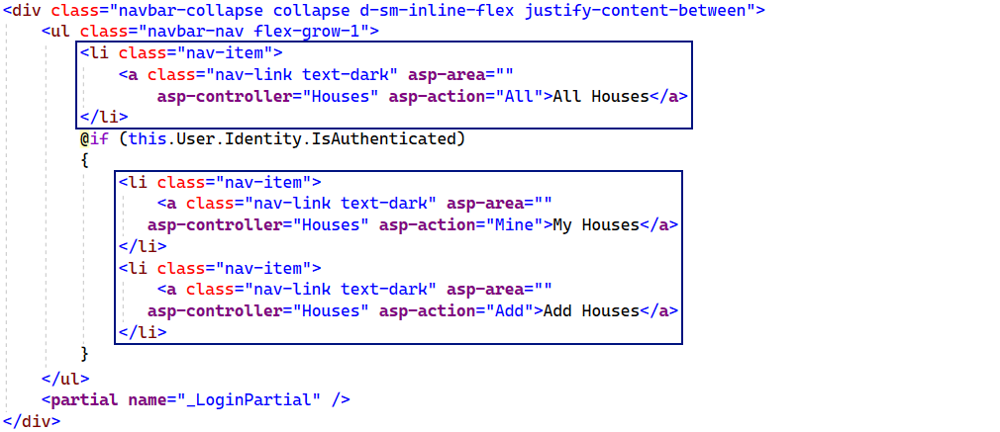 <div class="navbar-collapse collapse d-sm-inline-flex justify-content-between">
    <ul class="navbar-nav flex-grow-1">
        <li class="nav-item">
            <a class="nav-link text-dark" asp-area=""
                asp-controller="Houses" asp-action="All">All Houses</a>
        </li>
        @if (this.User.Identity.IsAuthenticated)
        {
            <li class="nav-item">
                <a class="nav-link text-dark" asp-area=""
               asp-controller="Houses" asp-action="Mine">My Houses</a>
            </li>
            <li class="nav-item">
                <a class="nav-link text-dark" asp-area=""
               asp-controller="Houses" asp-action="Add">Add Houses</a>
            </li>
        }
    </ul>
    <partial name="_LoginPartial" />
</div>